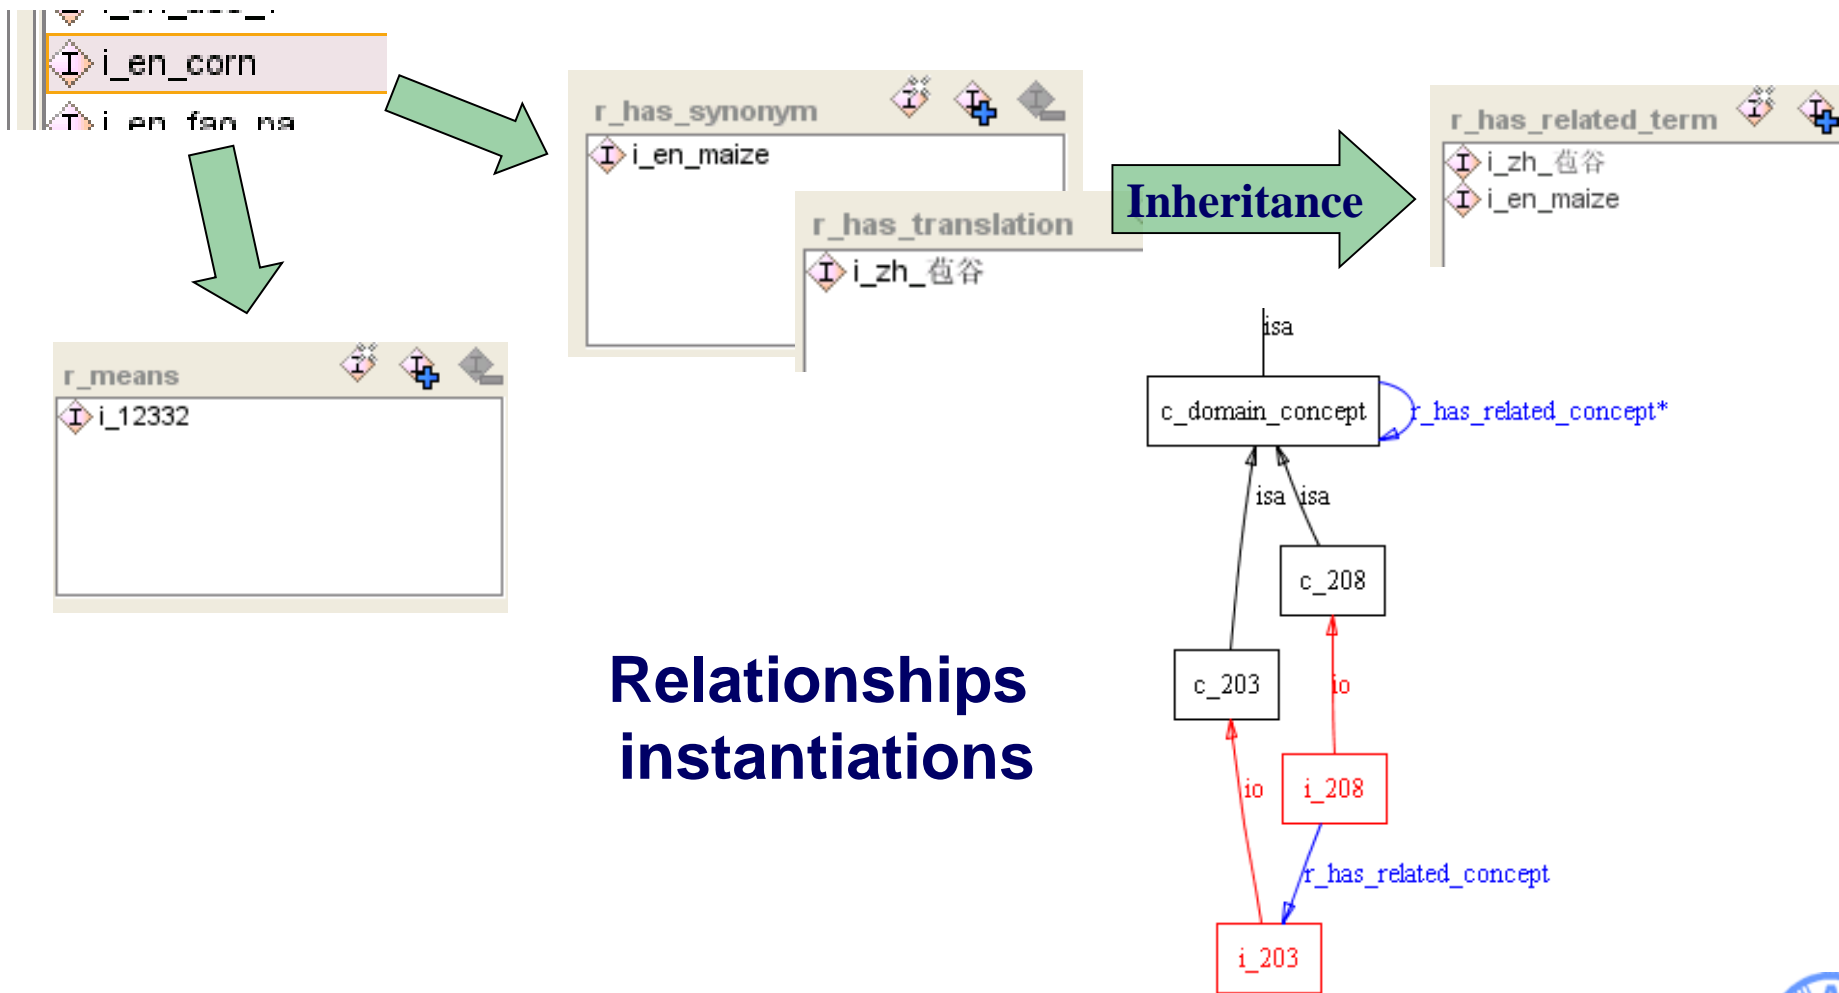 i_en_corn
r_has_synonym
i_en_maize
r_has_translation
i_zh_苞谷
Inheritance
r_has_related_term
i_zh_苞谷
i_en_maize
r_means
i_12332
isa
c_domain_concept
r_has_related_concept*
isa
isa
c_208
c_203
io
io
i_208
r_has_related_concept
i_203
Relationships
instantiations